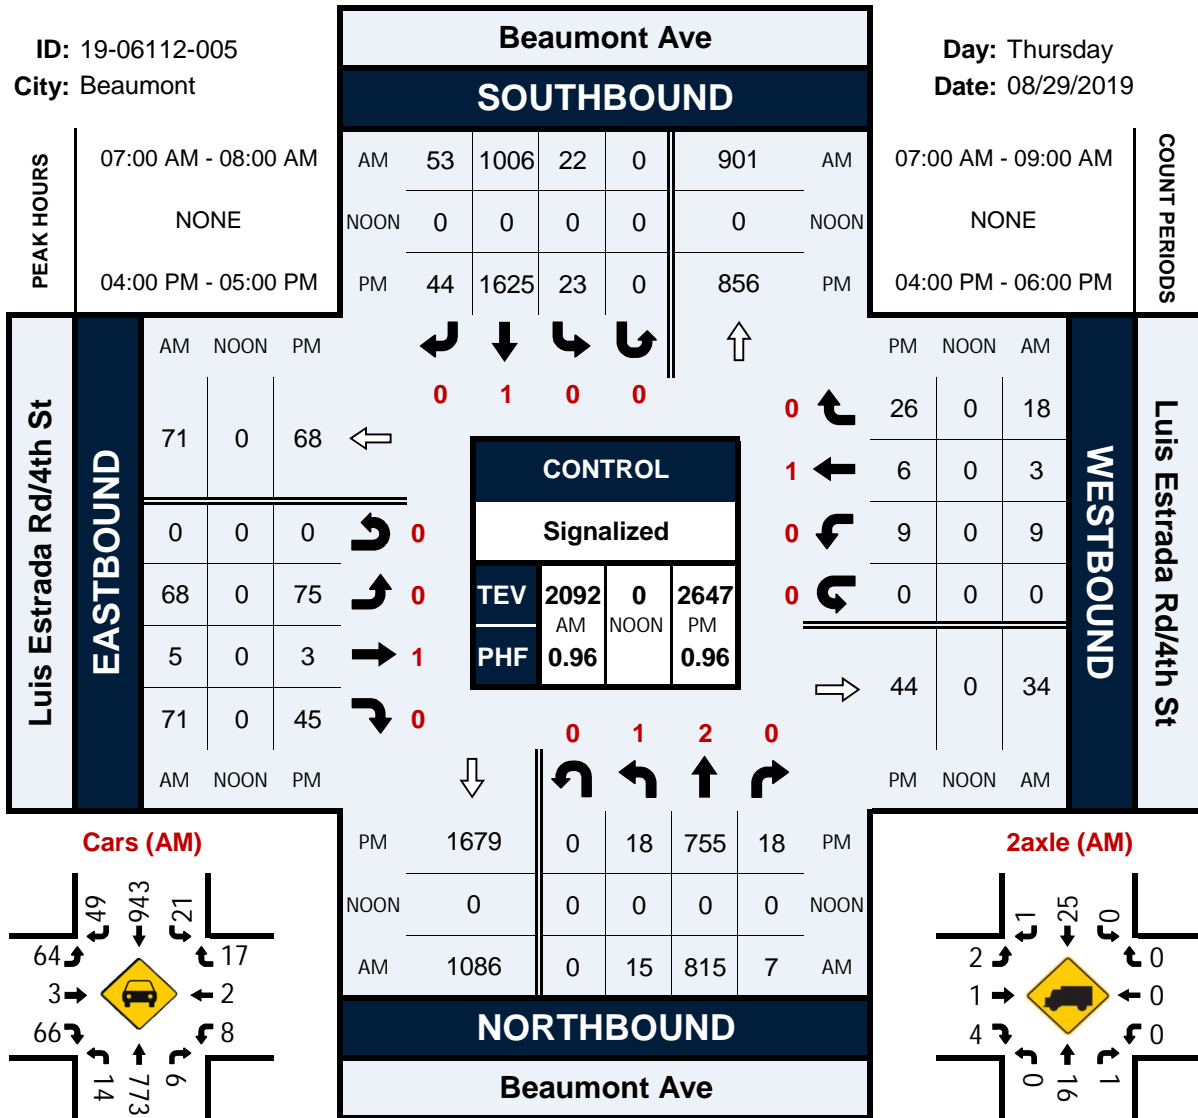 Beaumont Ave
ID: 19-06112-005
Day: Thursday
City: Beaumont
Date: 08/29/2019
SOUTHBOUND
PEAK HOURS
07:00 AM - 08:00 AM
NONE
04:00 PM - 05:00 PM
AM 53 1006 22 0 901 AM
NOON 0 0 0 0 0 NOON
PM 44 1625 23 0 856 PM
07:00 AM - 09:00 AM
NONE
04:00 PM - 06:00 PM
COUNT PERIODS
0 1 0 0
Luis Estrada Rd/4th St
EASTBOUND
AM NOON PM
71 0 68
0 0 0 0
68 0 75 0
5 0 3 1
71 0 45 0
AM NOON PM
CONTROL
Signalized
TEV 2092 0 2647
AM NOON PM
PHF 0.96 0.96
PM NOON AM
0 26 0 18
1 6 0 3
0 9 0 9
0 0 0 0
44 0 34
PM NOON AM
WESTBOUND
Luis Estrada Rd/4th St
0 1 2 0
PM 1679 0 18 755 18 PM
NOON 0 0 0 0 0 NOON
AM 1086 0 15 815 7 AM
NORTHBOUND
Beaumont Ave
Cars (AM)
49 943 21
64 17
3 2
66 8
14 773 6
2axle (AM)
1 25 0
2 0
1 0
4 0
0 16 1